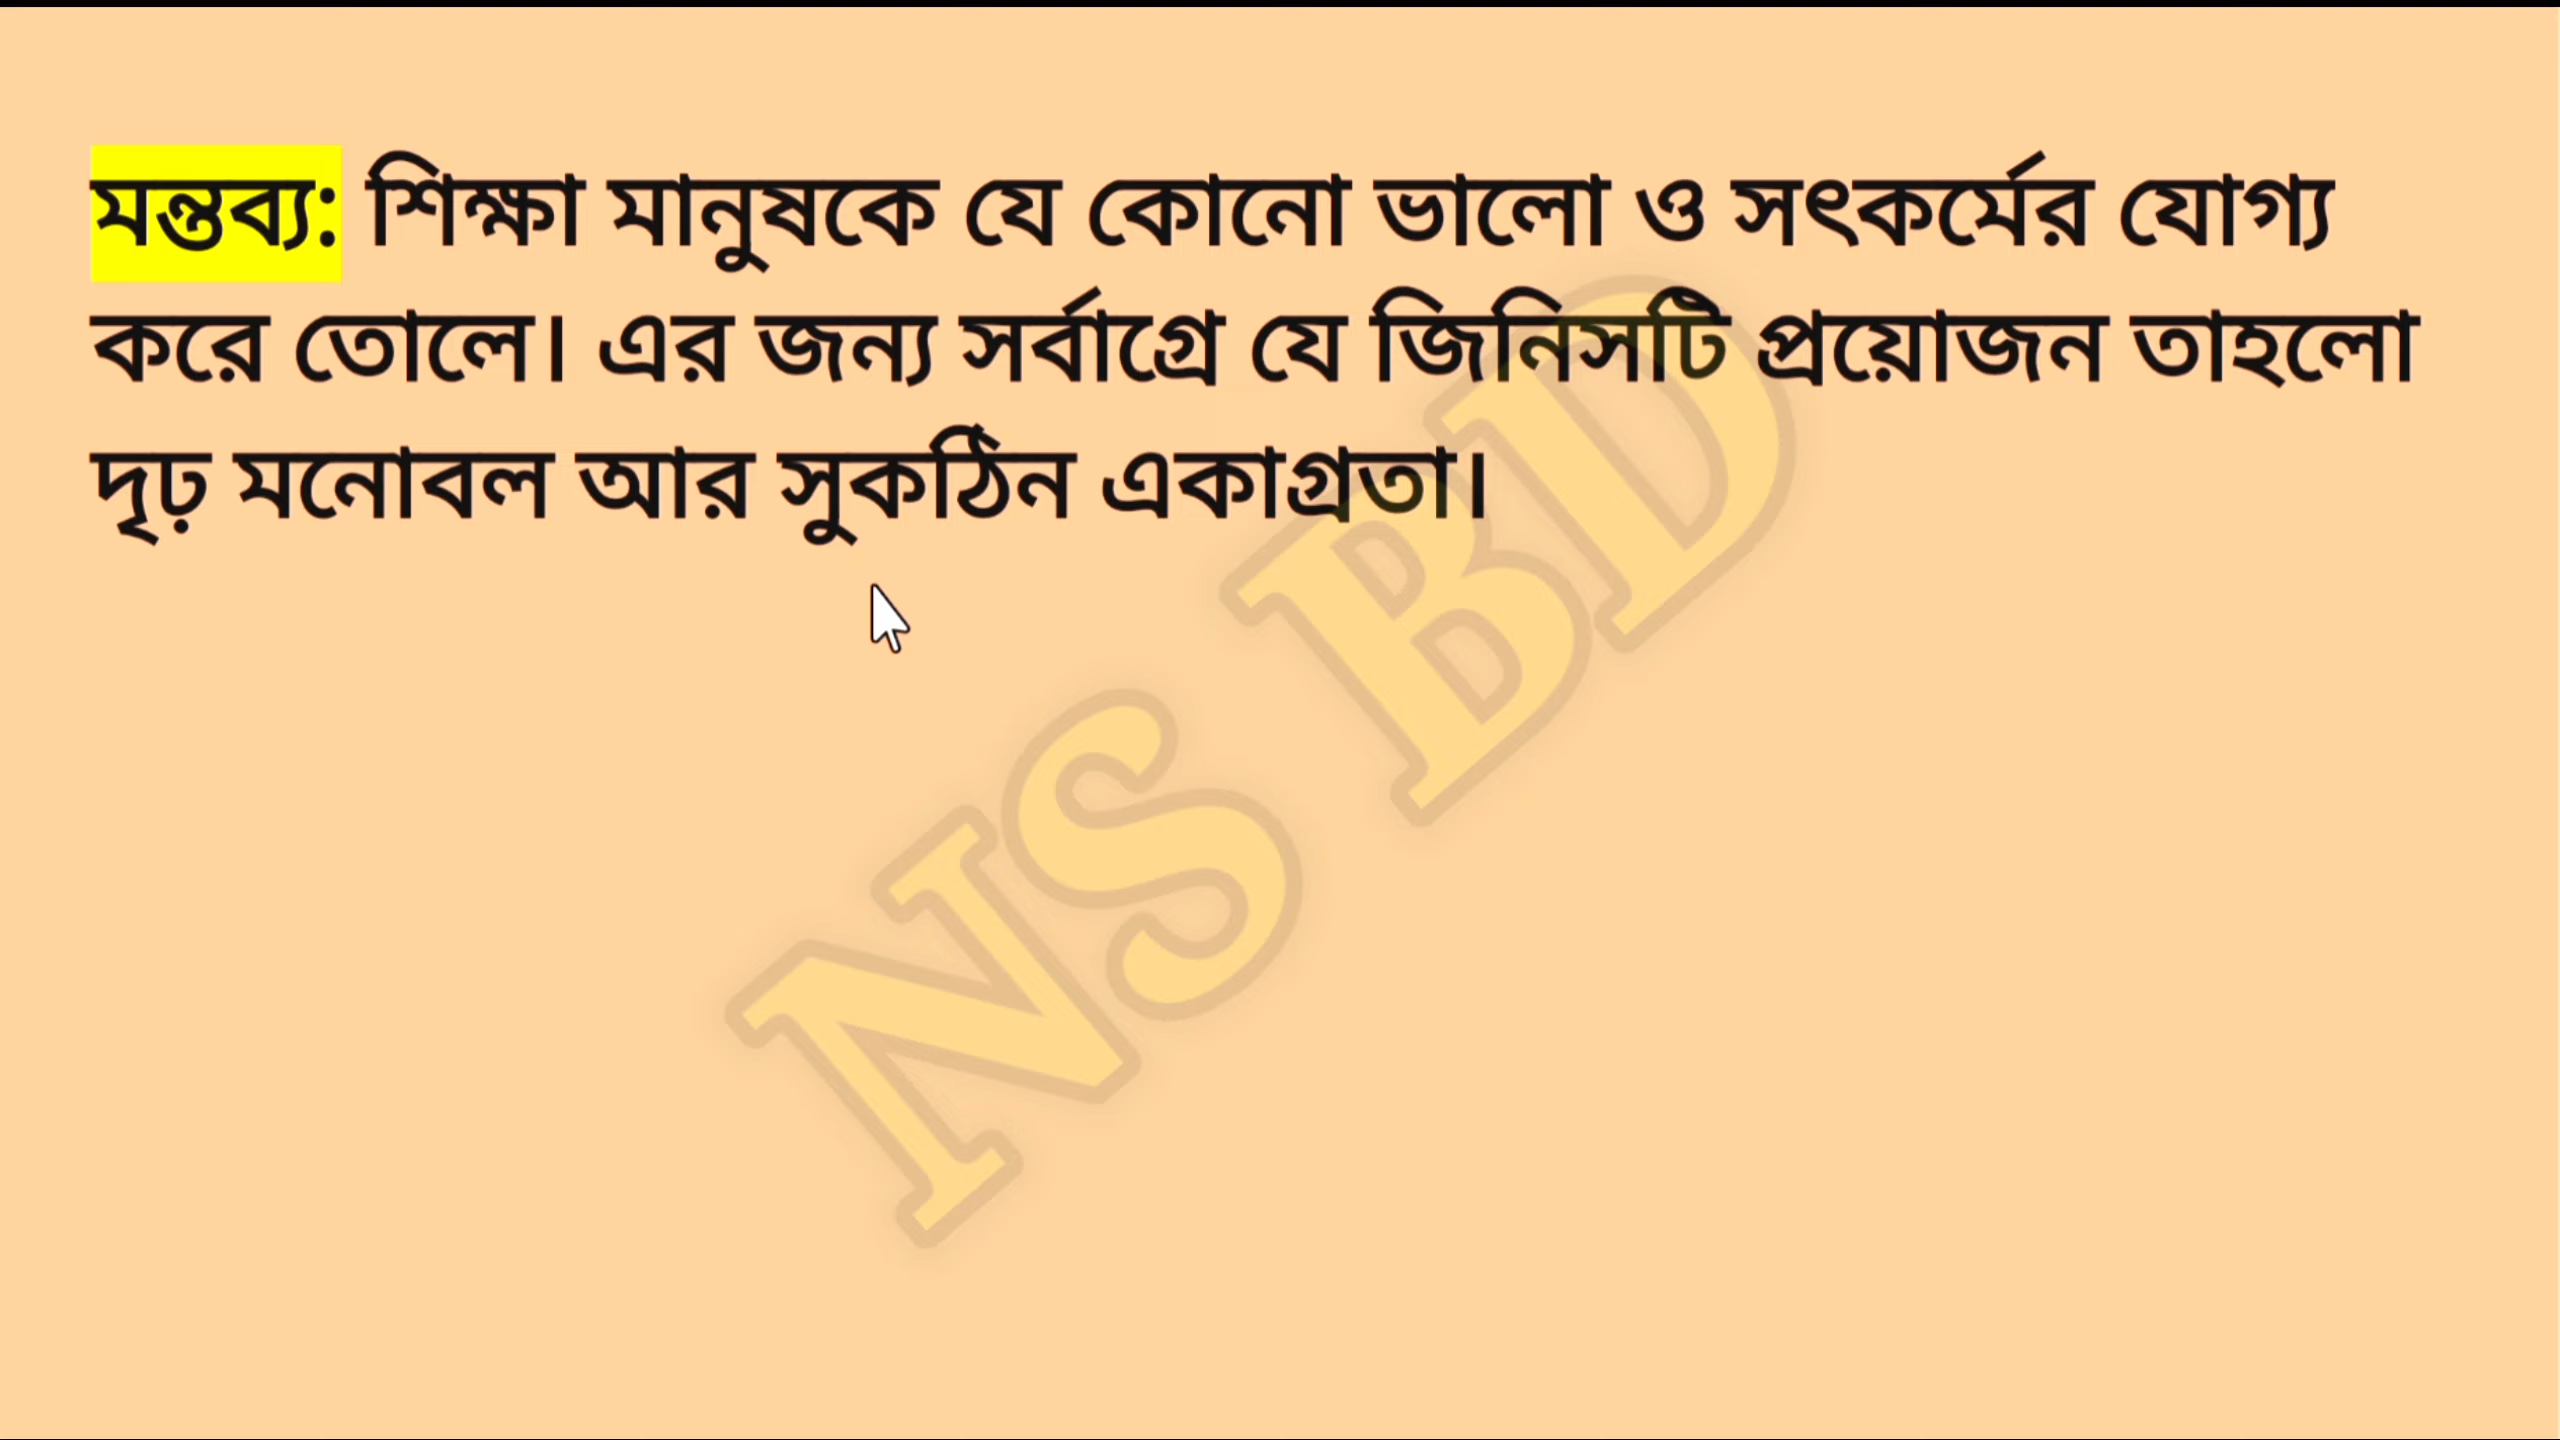 মন্তব্য: শিক্ষা মানুষকে যে কোনো ভালো ও সৎকর্মের যোগ্য
করে তোলে। এর জন্য সর্বাগ্রে যে জিনিসটি প্রয়োজন তাহলো
দৃঢ় মনোবল আর সুকঠিন একাগ্রতা।
NS BD